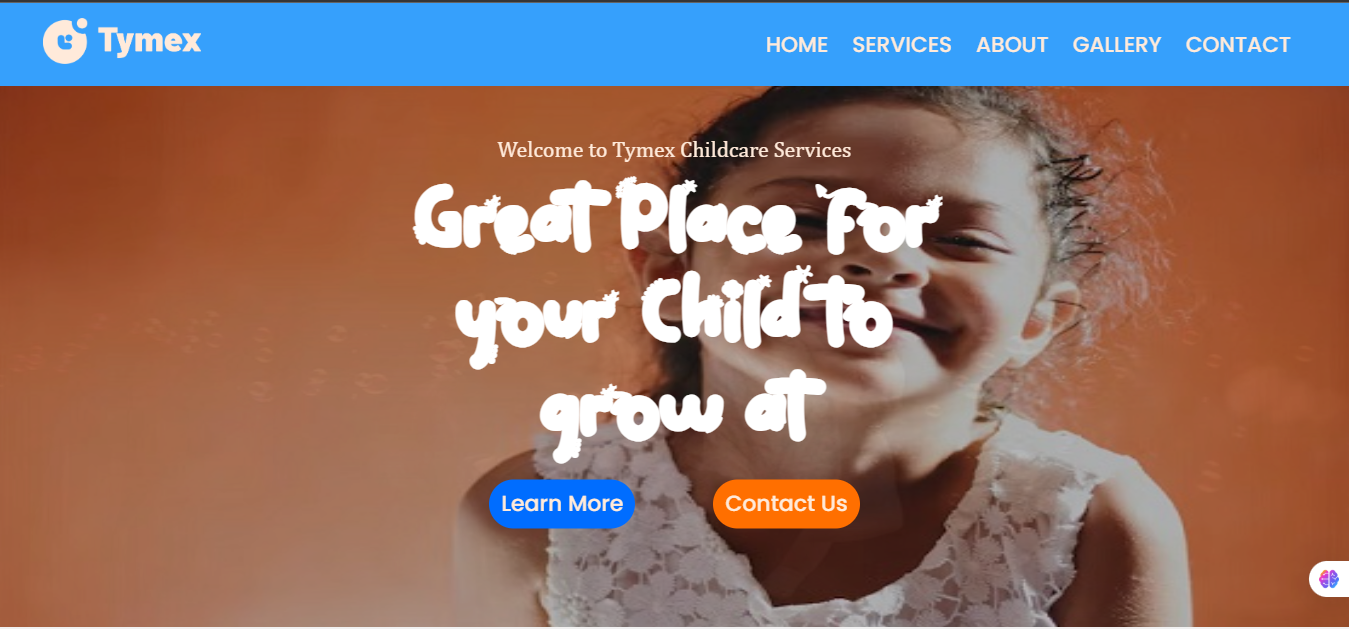 Tymex
HOME SERVICES ABOUT GALLERY CONTACT
Welcome to Tymex Childcare Services
Great Place for
your Child to
grow at
Learn More
Contact Us